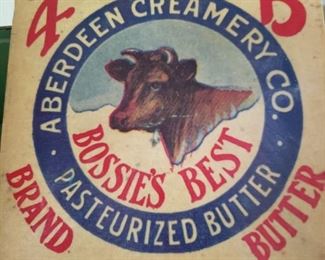 4
ABERDEEN CREAMERY CO.
BOSSIE'S BEST
· PASTEURIZED BUTTER ·
BRAND BUTTER